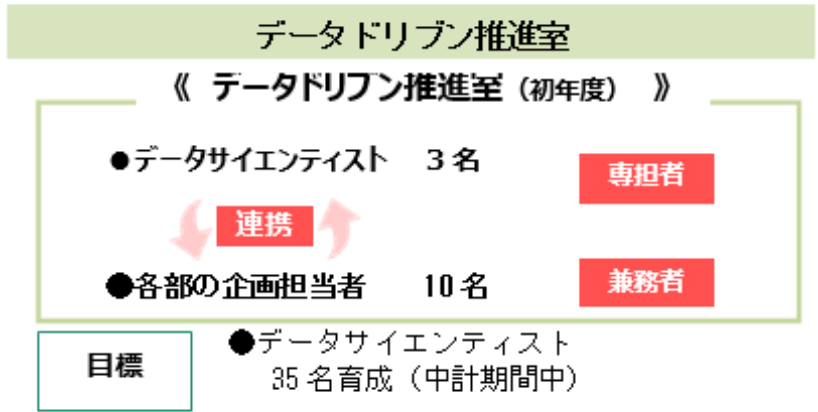 データドリブン推進室
《 データドリブン推進室（初年度） 》
●データサイエンティスト 3名 専担者
連携
●各部の企画担当者 10名 兼務者
目標
●データサイエンティスト
35名育成（中計期間中）